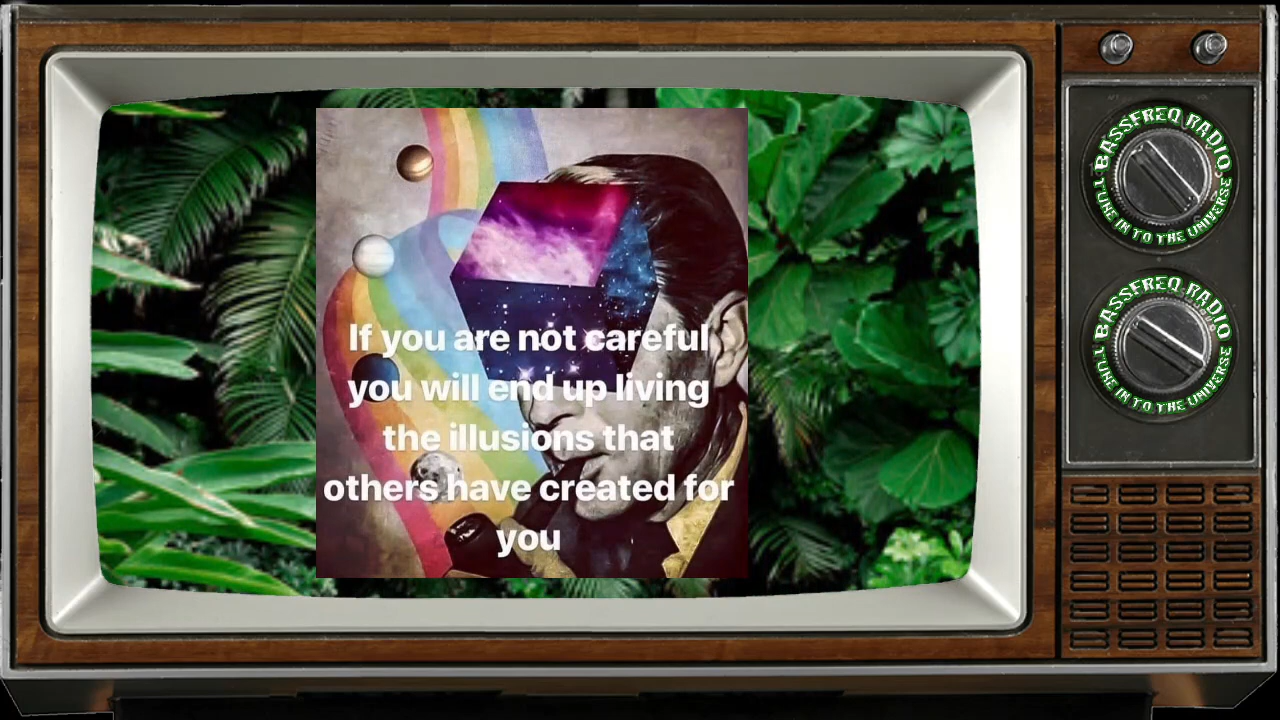 If you are not careful
you will end up living
the illusions that
others have created for
you
BASSFREQ RADIO
TUNE IN TO THE UNIVERSE
BASSFREQ RADIO
TUNE IN TO THE UNIVERSE